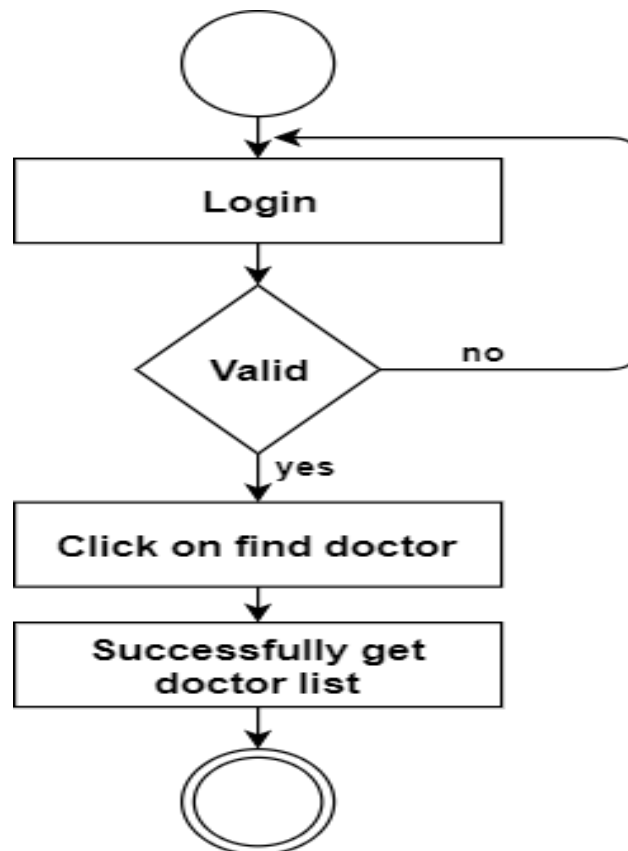 Login
Valid
no
yes
Click on find doctor
Successfully get
doctor list